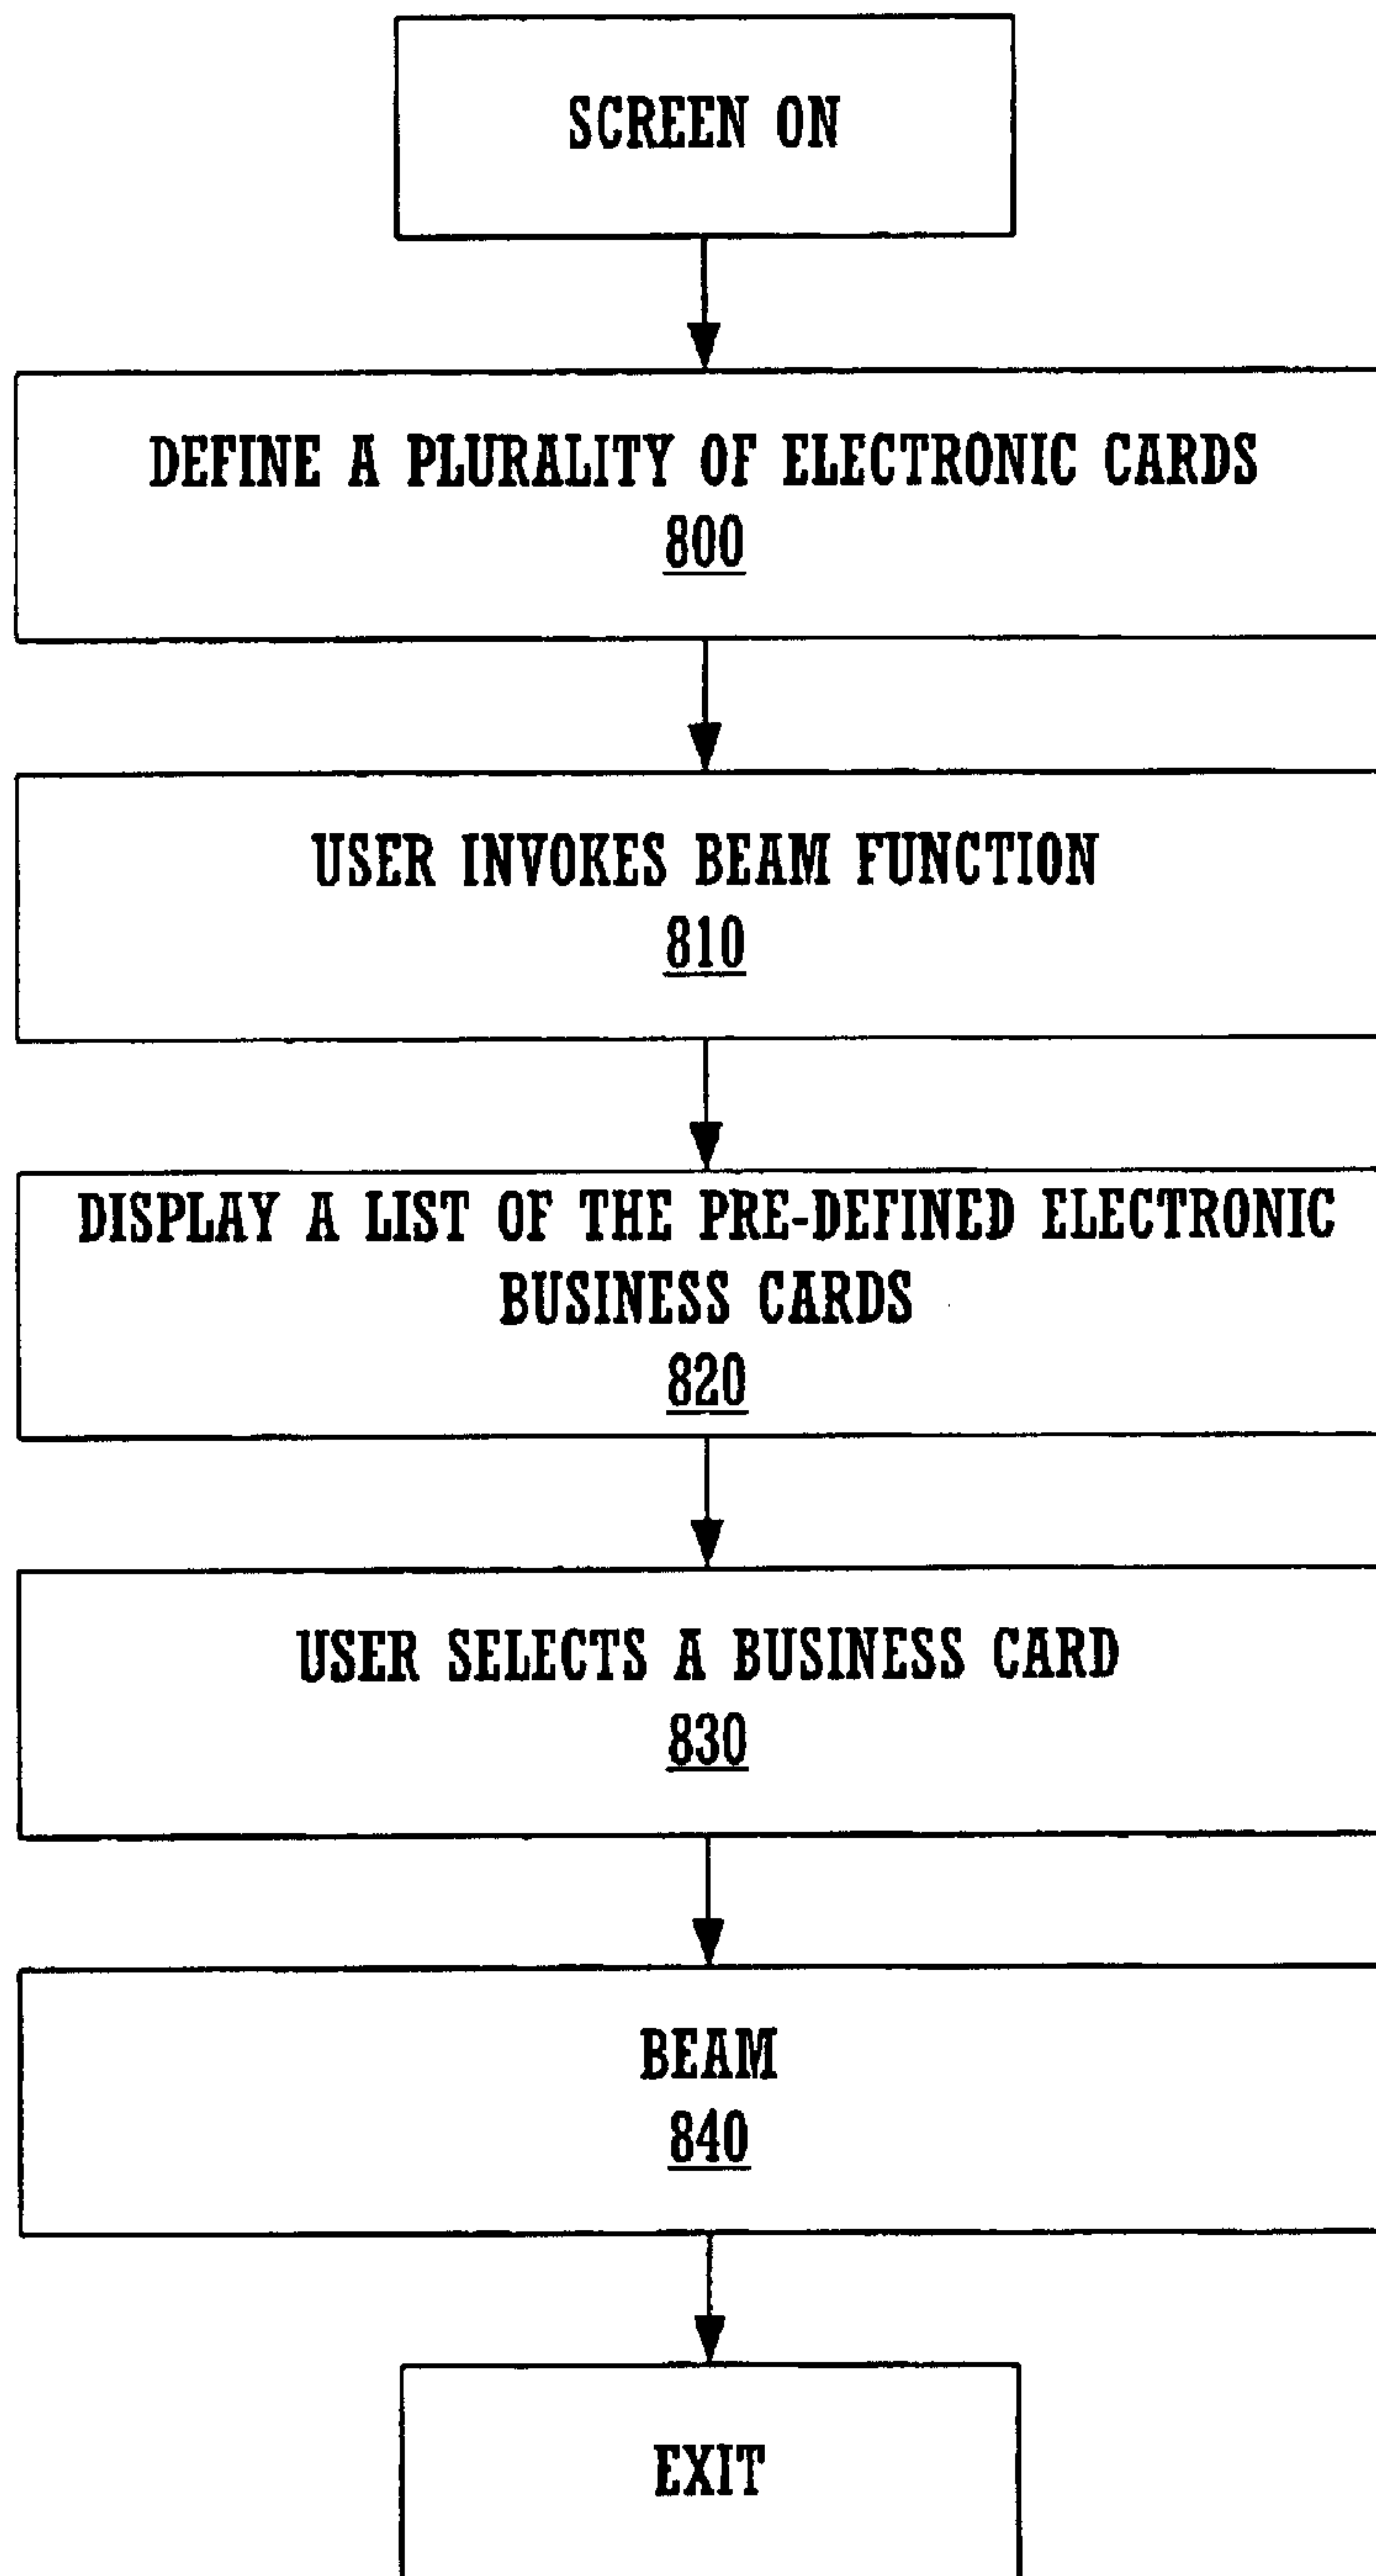 SCREEN ON
DEFINE A PLURALITY OF ELECTRONIC CARDS
800
USER INVOKES BEAM FUNCTION
810
DISPLAY A LIST OF THE PRE-DEFINED ELECTRONIC
BUSINESS CARDS
820
USER SELECTS A BUSINESS CARD
830
BEAM
840
EXIT